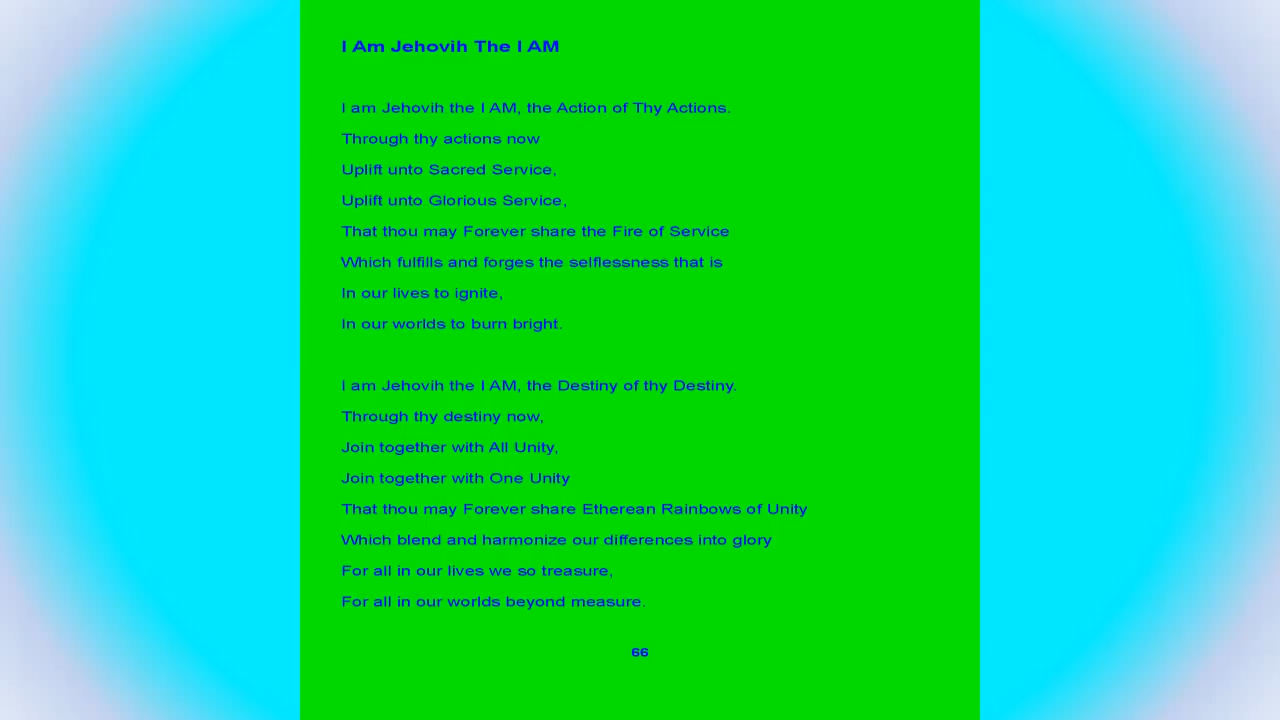 I Am Jehovih The I AM
I am Jehovih the I AM, the Action of Thy Actions.
Through thy actions now
Uplift unto Sacred Service,
Uplift unto Glorious Service,
That thou may Forever share the Fire of Service
Which fulfills and forges the selflessness that is
In our lives to ignite,
In our worlds to burn bright.
I am Jehovih the I AM, the Destiny of thy Destiny.
Through thy destiny now,
Join together with All Unity,
Join together with One Unity
That thou may Forever share Etherean Rainbows of Unity
Which blend and harmonize our differences into glory
For all in our lives we so treasure,
For all in our worlds beyond measure.
66